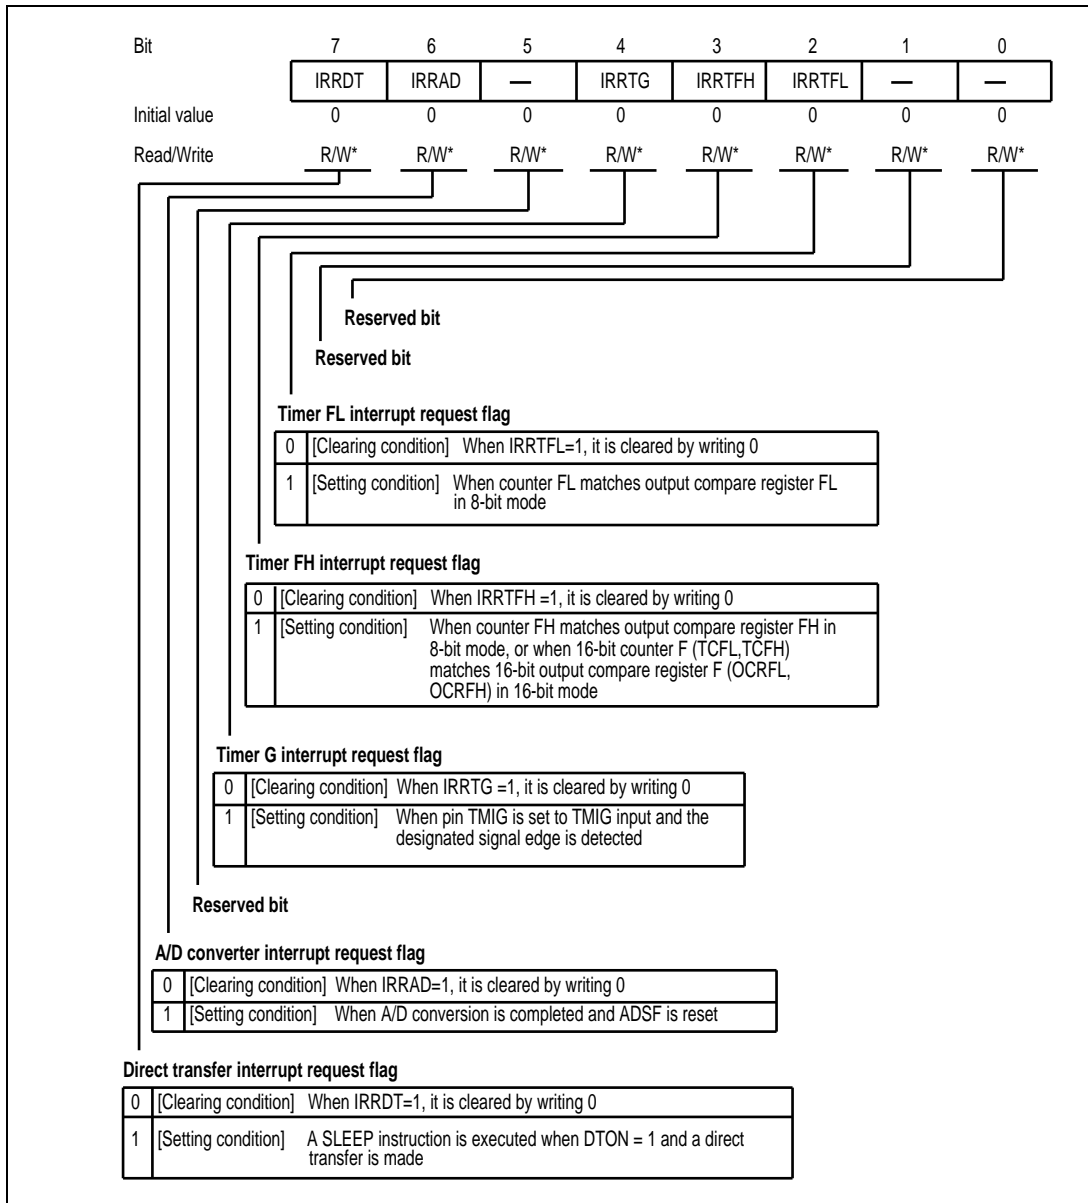 Bit 7 6 5 4 3 2 1 0
IRRDT IRRAD — IRRTG IRRTFH IRRTFL — —
Initial value 0 0 0 0 0 0 0 0
Read/Write R/W* R/W* R/W* R/W* R/W* R/W* R/W* R/W*
Reserved bit
Reserved bit
Timer FL interrupt request flag
0 [Clearing condition] When IRRTFL=1, it is cleared by writing 0
1 [Setting condition] When counter FL matches output compare register FL
in 8-bit mode
Timer FH interrupt request flag
0 [Clearing condition] When IRRTFH =1, it is cleared by writing 0
1 [Setting condition] When counter FH matches output compare register FH in
8-bit mode, or when 16-bit counter F (TCFL,TCFH)
matches 16-bit output compare register F (OCRFL,
OCRFH) in 16-bit mode
Timer G interrupt request flag
0 [Clearing condition] When IRRTG =1, it is cleared by writing 0
1 [Setting condition] When pin TMIG is set to TMIG input and the
designated signal edge is detected
Reserved bit
A/D converter interrupt request flag
0 [Clearing condition] When IRRAD=1, it is cleared by writing 0
1 [Setting condition] When A/D conversion is completed and ADSF is reset
Direct transfer interrupt request flag
0 [Clearing condition] When IRRDT=1, it is cleared by writing 0
1 [Setting condition] A SLEEP instruction is executed when DTON = 1 and a direct
transfer is made